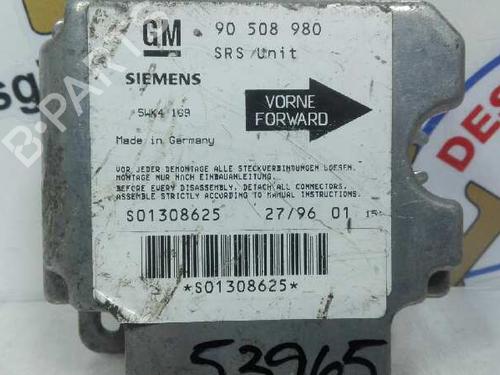 GM 90 508 980
SRS/Unit
SIEMENS
5WK4 169
VORNE
FORWARD
Made in Germany
VOR JEDER DEMONTAGE ALLE STECKVERBINDUNGEN LOESEN.
MONTAGE NUR NACH EINBAUANLEITUNG.
BEFORE EVERY DISASSEMBLY, DETACH ALL CONNECTORS.
ASSEMBLE STRICTLY ACCORDING TO MANUAL INSTRUCTIONS.
S01308625 27/96 01
*S01308625*
53965
B-PARTS